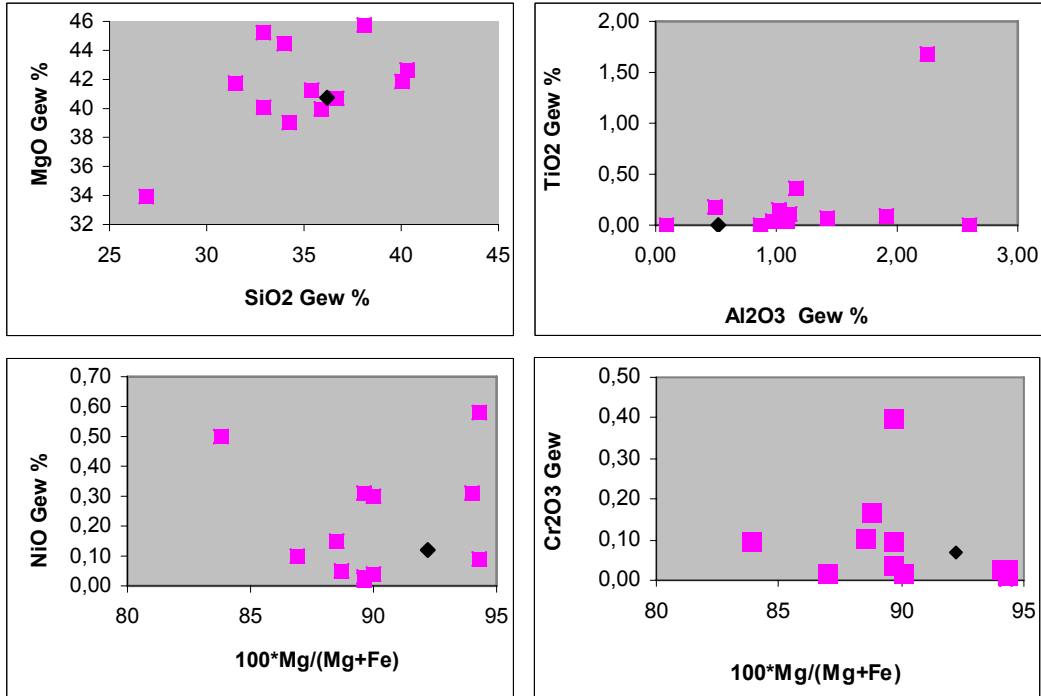 46
44
42
40
38
36
34
32
25 30 35 40 45
MgO Gew %
SiO2 Gew %
2,00
1,50
1,00
0,50
0,00
0,00 1,00 2,00 3,00
TiO2 Gew %
Al2O3 Gew %
0,70
0,60
0,50
0,40
0,30
0,20
0,10
0,00
80 85 90 95
NiO Gew %
100*Mg/(Mg+Fe)
0,50
0,40
0,30
0,20
0,10
0,00
80 85 90 95
Cr2O3 Gew
100*Mg/(Mg+Fe)